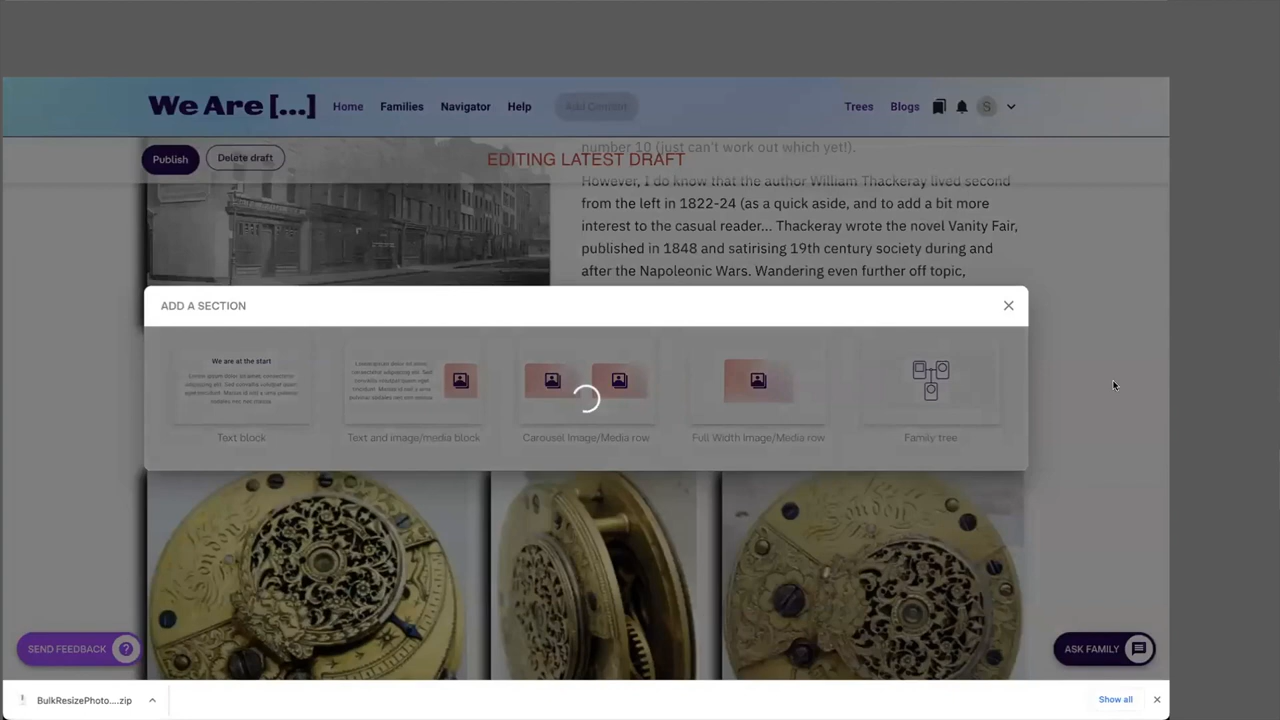 We Are [...] Home Families Navigator Help Add Content Trees Blogs S
number 10 (just can't work out which yet!).
Publish Delete draft EDITING LATEST DRAFT
However, I do know that the author William Thackeray lived second
from the left in 1822-24 (as a quick aside, and to add a bit more
interest to the casual reader... Thackeray wrote the novel Vanity Fair,
published in 1848 and satirising 19th century society during and
after the Napoleonic Wars. Wandering even further off topic,
ADD A SECTION
We are at the start
Text block Text and image/media block Carousel Image/Media row Full Width image/Media row Family tree
London
SEND FEEDBACK ?
ASK FAMILY
BulkResizePhoto....zip Show all